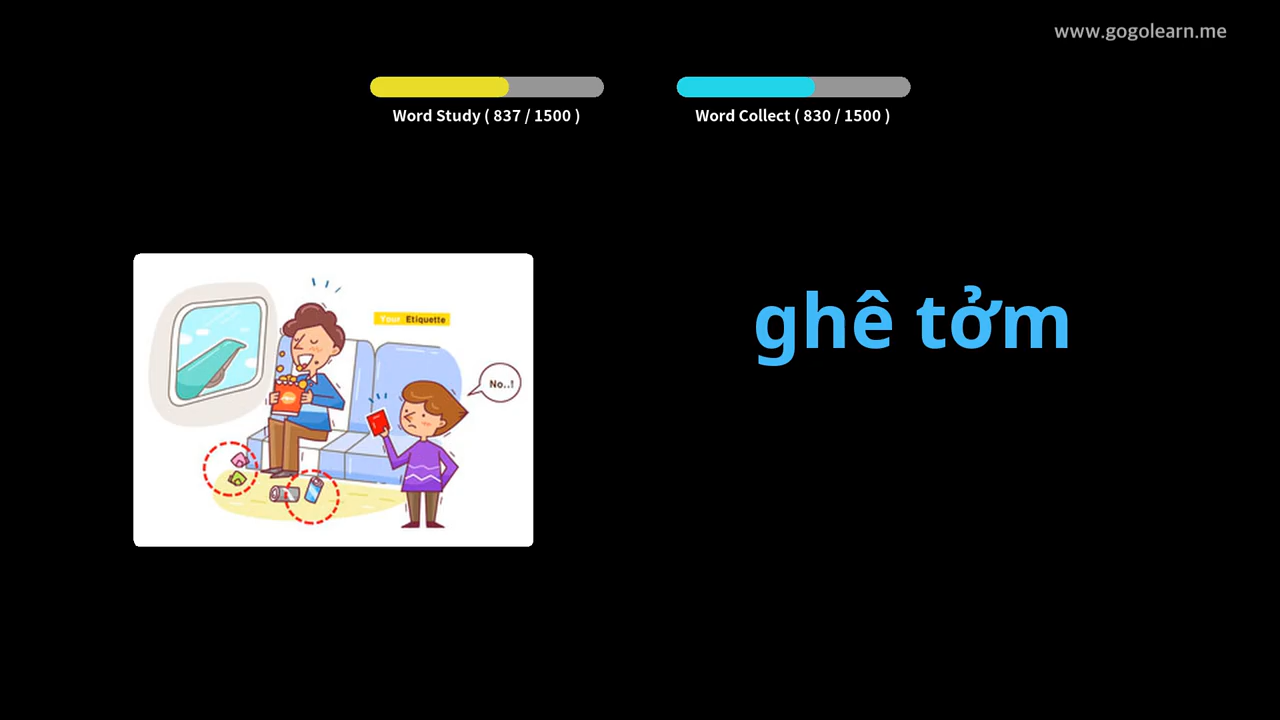 www.gogolearn.me
Word Study ( 837 / 1500 )
Word Collect ( 830 / 1500 )
Your Etiquette
No..!
ghê tởm